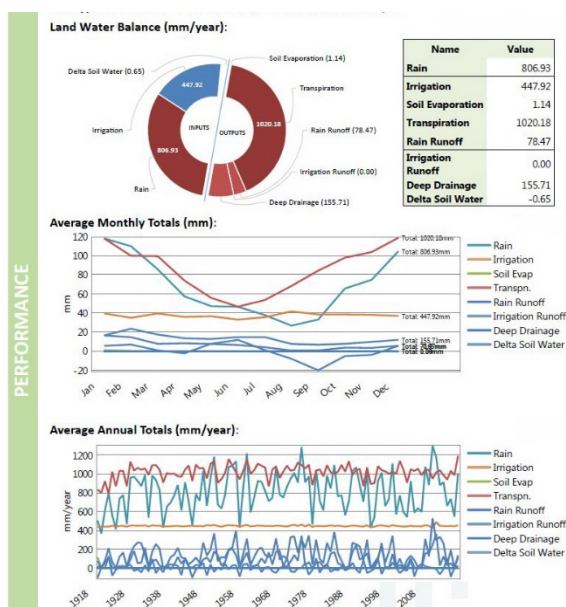 Land Water Balance (mm/year):
Soil Evaporation (1.14)
Delta Soil Water (0.65)
447.92
Transpiration
1020.18
INPUTS
OUTPUTS
Rain Runoff (78.47)
Irrigation
806.93
Irrigation Runoff (0.00)
Rain
Deep Drainage (155.71)
Name Value
Rain 806.93
Irrigation 447.92
Soil Evaporation 1.14
Transpiration 1020.18
Rain Runoff 78.47
Irrigation
Runoff 0.00
Deep Drainage 155.71
Delta Soil Water -0.65
PERFORMANCE
Average Monthly Totals (mm):
120
100
80
60
40
20
0
-20
mm
Total: 1020.18mm
Total: 806.93mm
Total: 447.92mm
Total: 155.71mm
Jan Feb Mar Apr May Jun Jul Aug Sep Oct Nov Dec
Rain
Irrigation
Soil Evap
Transpn.
Rain Runoff
Irrigation Runoff
Deep Drainage
Delta Soil Water
Average Annual Totals (mm/year):
1200
1000
800
600
400
200
0
-200
mm/year
1918 1928 1938 1948 1958 1968 1978 1988 1998 2008
Rain
Irrigation
Soil Evap
Transpn.
Rain Runoff
Irrigation Runoff
Deep Drainage
Delta Soil Water